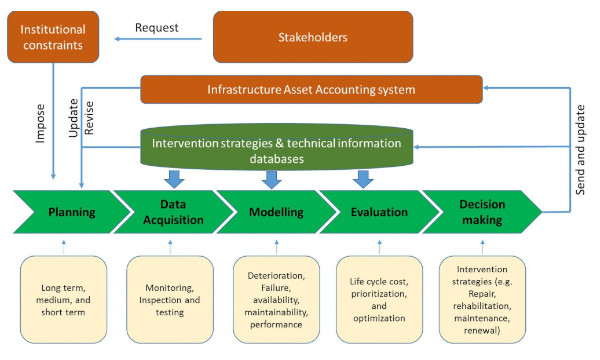 Institutional
constraints
Request
Stakeholders
Infrastructure Asset Accounting system
Impose
Update
Revise
Intervention strategies & technical information
databases
Send and update
Planning
Data
Acquisition
Modelling
Evaluation
Decision
making
Long term,
medium, and
short term
Monitoring,
Inspection and
testing
Deterioration,
Failure,
availability,
maintainability,
performance
Life cycle cost,
prioritization,
and
optimization
Intervention
strategies (e.g.
Repair,
rehabilitation,
maintenance,
renewal)